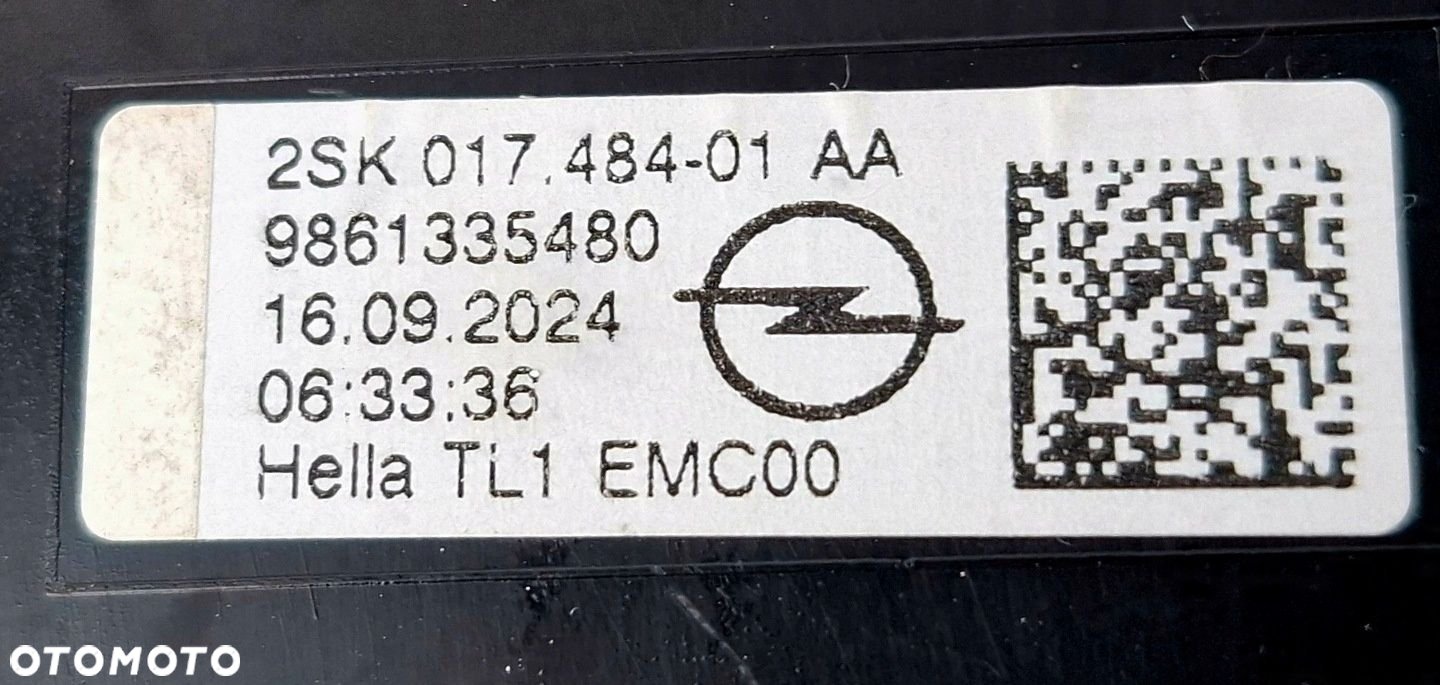 2SK 017.484-01 AA
9861335480
16.09.2024
06:33:36
Hella TL1 EMC00
OTOMOTO